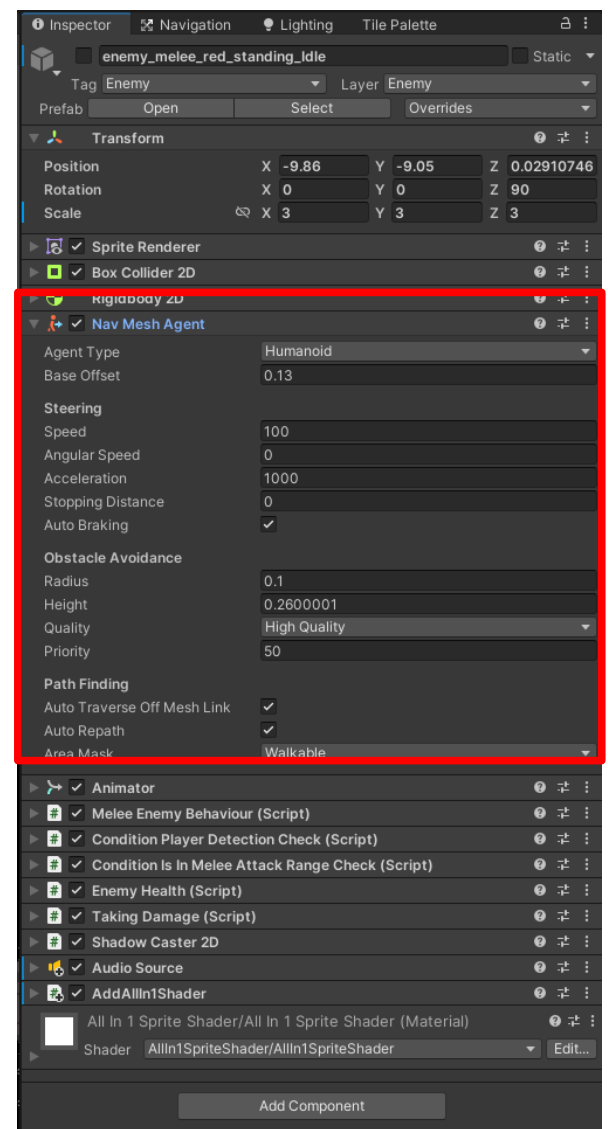 Inspector Navigation Lighting Tile Palette
enemy_melee_red_standing_Idle Static
Tag Enemy Layer Enemy
Prefab Open Select Overrides
Transform
Position X -9.86 Y -9.05 Z 0.02910746
Rotation X 0 Y 0 Z 90
Scale X 3 Y 3 Z 3
Sprite Renderer
Box Collider 2D
Rigidbody 2D
Nav Mesh Agent
Agent Type Humanoid
Base Offset 0.13
Steering
Speed 100
Angular Speed 0
Acceleration 1000
Stopping Distance 0
Auto Braking
Obstacle Avoidance
Radius 0.1
Height 0.2600001
Quality High Quality
Priority 50
Path Finding
Auto Traverse Off Mesh Link
Auto Repath
Area Mask Walkable
Animator
# Melee Enemy Behaviour (Script)
# Condition Player Detection Check (Script)
# Condition Is In Melee Attack Range Check (Script)
# Enemy Health (Script)
# Taking Damage (Script)
# Shadow Caster 2D
Audio Source
# AddAllIn1Shader
All In 1 Sprite Shader/All In 1 Sprite Shader (Material)
Shader AllIn1SpriteShader/AllIn1SpriteShader Edit...
Add Component